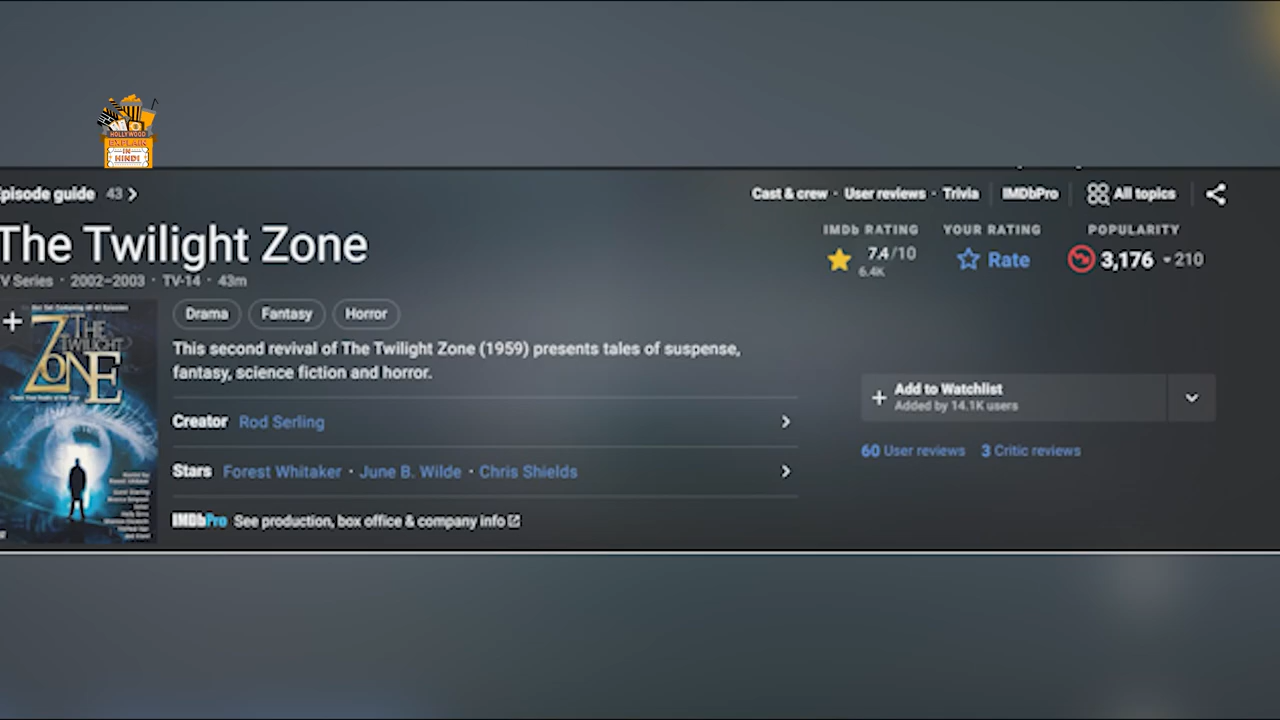 HOLLYWOOD
EXPLAIN
IN
HINDI
pisode guide 43
Cast & crew · User reviews · Trivia IMDbPro All topics
The Twilight Zone
IMDb RATING YOUR RATING POPULARITY
7.4/10 Rate 3,176 210
6.4K
V Series · 2002–2003 · TV-14 · 43m
THE
TWILIGHT
ZONE
Drama Fantasy Horror
This second revival of The Twilight Zone (1959) presents tales of suspense,
fantasy, science fiction and horror.
+ Add to Watchlist
Added by 14.1K users
Creator Rod Serling
60 User reviews 3 Critic reviews
Stars Forest Whitaker · June B. Wilde · Chris Shields
IMDbPro See production, box office & company info